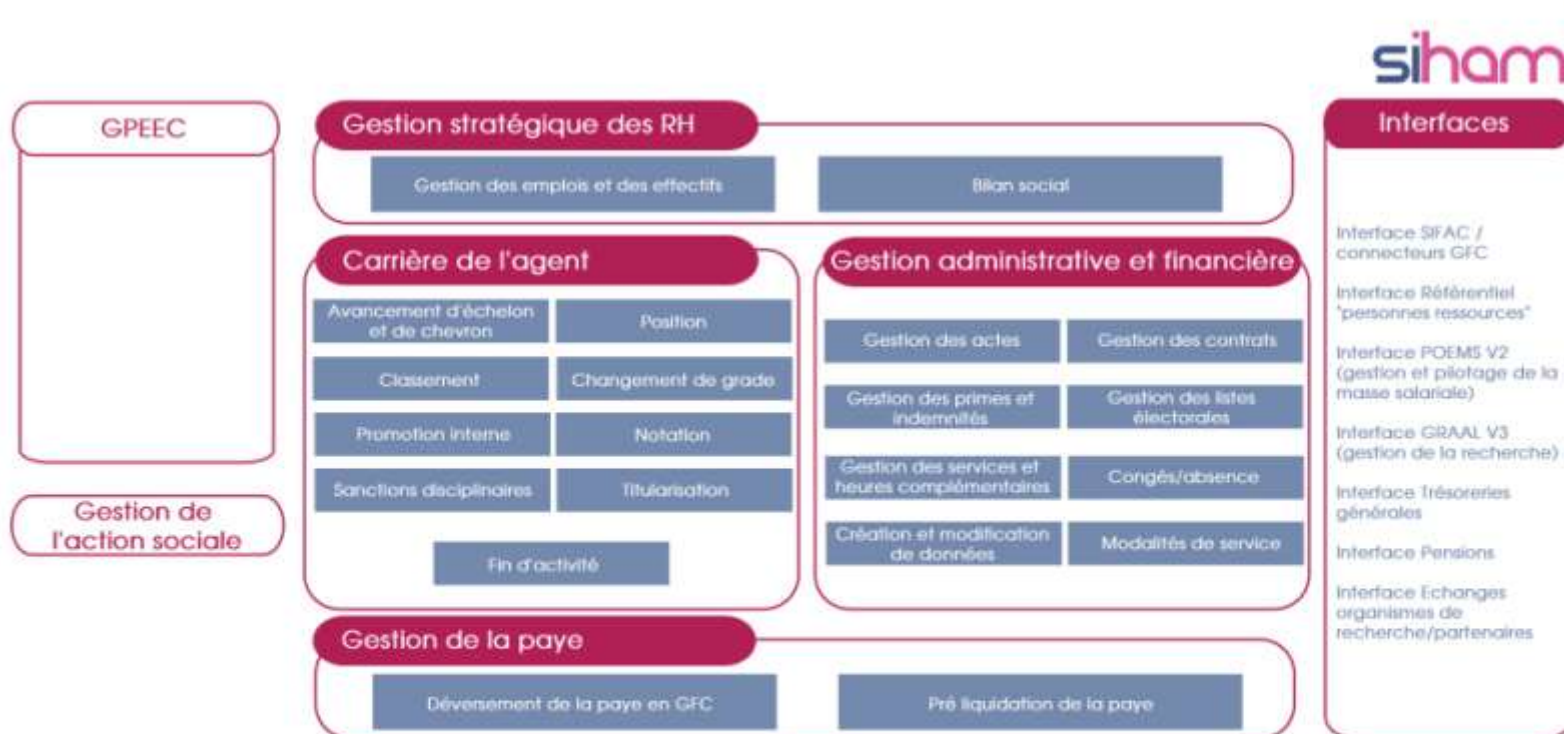 siham
GPEEC
Gestion de
l'action sociale
Gestion stratégique des RH
Gestion des emplois et des effectifs
Bilan social
Carrière de l'agent
Avancement d'échelon
et de chevron
Position
Classement
Changement de grade
Promotion interne
Notation
Sanctions disciplinaires
Titularisation
Fin d'activité
Gestion administrative et financière
Gestion des actes
Gestion des contrats
Gestion des primes et
indemnités
Gestion des listes
électorales
Gestion des services et
heures complémentaires
Congés/absence
Création et modification
de données
Modalités de service
Gestion de la paye
Déversement de la paye en GFC
Pré liquidation de la paye
Interfaces
Interface SIFAC /
connecteurs GFC
Interface Référentiel
"personnes ressources"
Interface POEMS V2
(gestion et pilotage de la
masse salariale)
Interface GRAAL V3
(gestion de la recherche)
Interface Trésoreries
générales
Interface Pensions
Interface Echanges
organismes de
recherche/partenaires